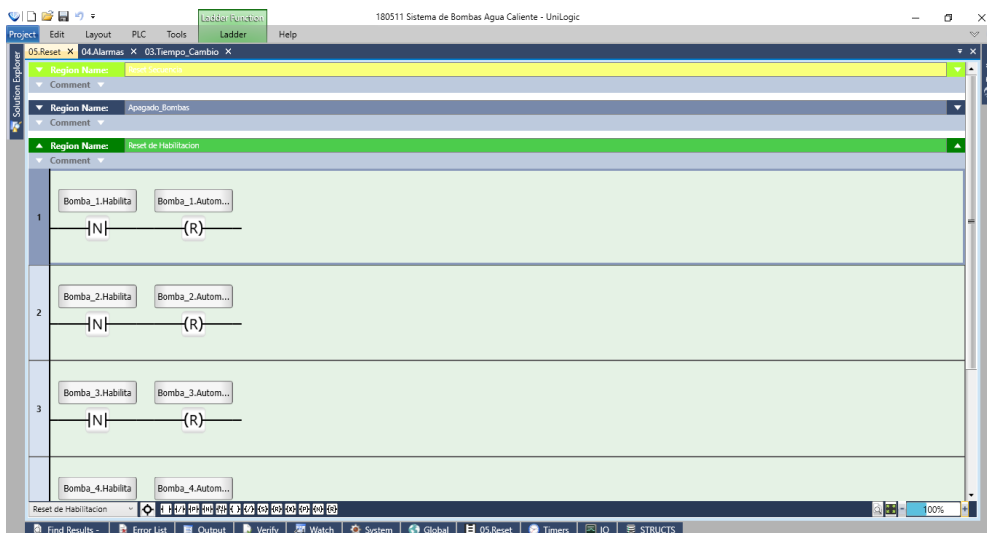 Ladder Function
180511 Sistema de Bombas Agua Caliente - UniLogic
Project Edit Layout PLC Tools Ladder Help
05.Reset X 04.Alarmas X 03.Tiempo_Cambio X
Solution Explorer
Region Name:
Comment
Region Name: Apagado_Bombas
Comment
Region Name: Reset de Habilitacion
Comment
1
Bomba_1.Habilita Bomba_1.Autom...
N (R)
2
Bomba_2.Habilita Bomba_2.Autom...
N (R)
3
Bomba_3.Habilita Bomba_3.Autom...
N (R)
Bomba_4.Habilita Bomba_4.Autom...
Reset de Habilitacion 100%
Find Results - Error List Output Verify Watch System Global 05.Reset Timers IO STRUCTS